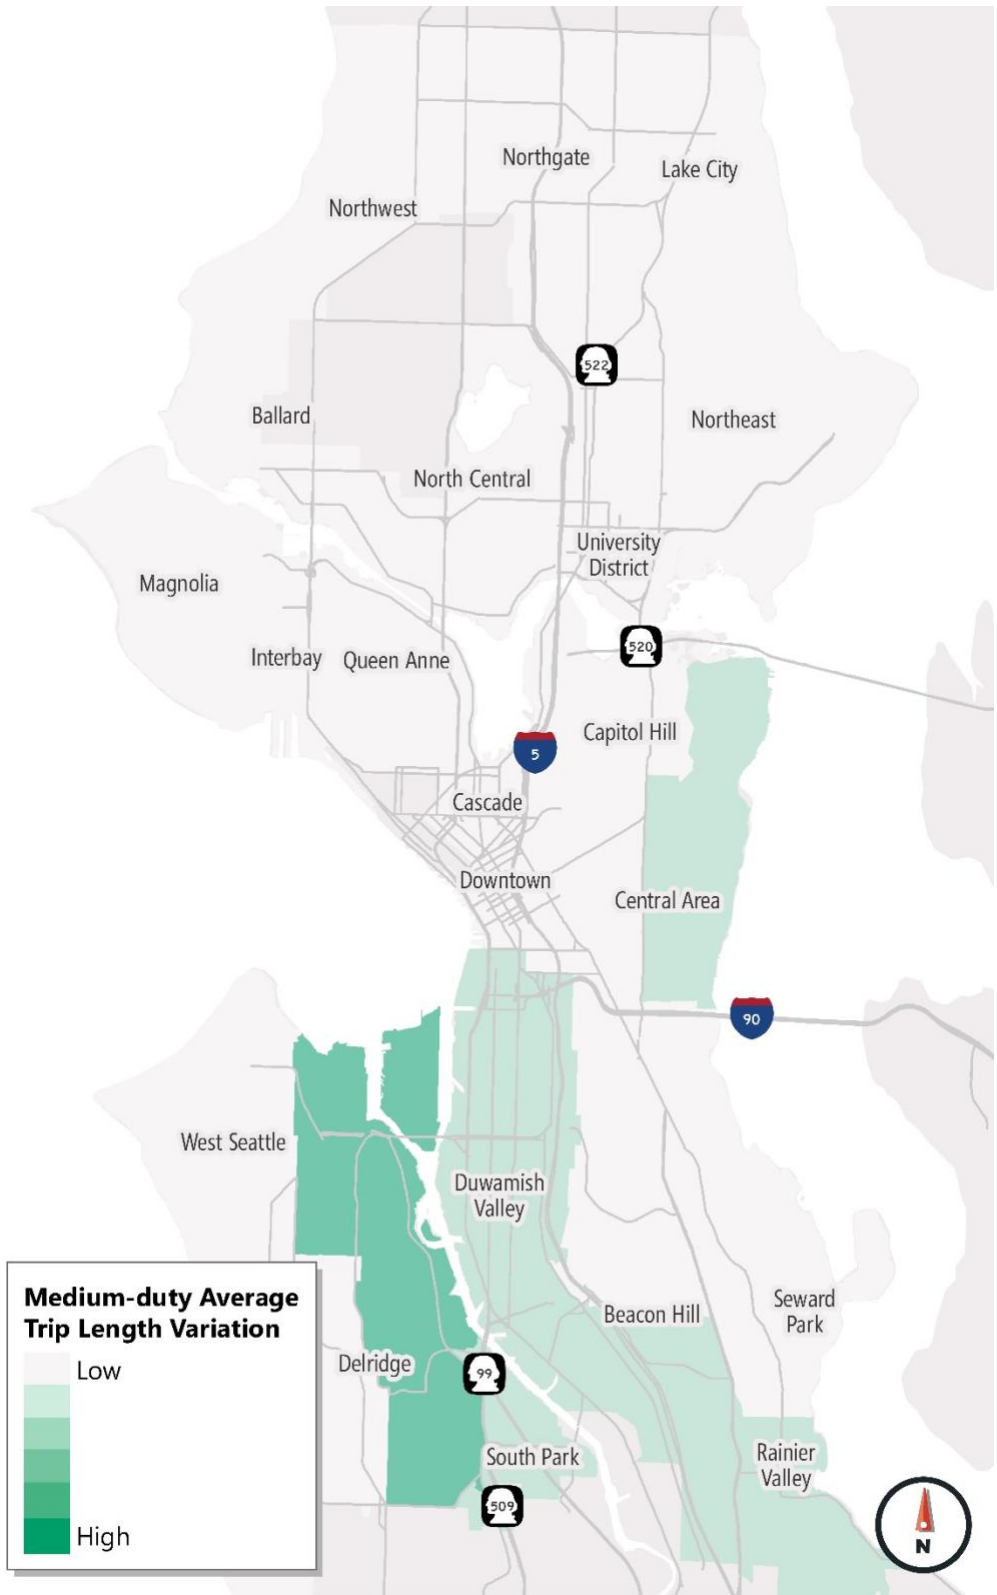 Northgate
Lake City
Northwest
522
Ballard
Northeast
North Central
University
District
Magnolia
520
Interbay
Queen Anne
Capitol Hill
5
Cascade
Downtown
Central Area
90
West Seattle
Duwamish
Valley
Seward
Park
Beacon Hill
Medium-duty Average
Trip Length Variation
Low
High
Delridge
99
South Park
Rainier
Valley
509
N